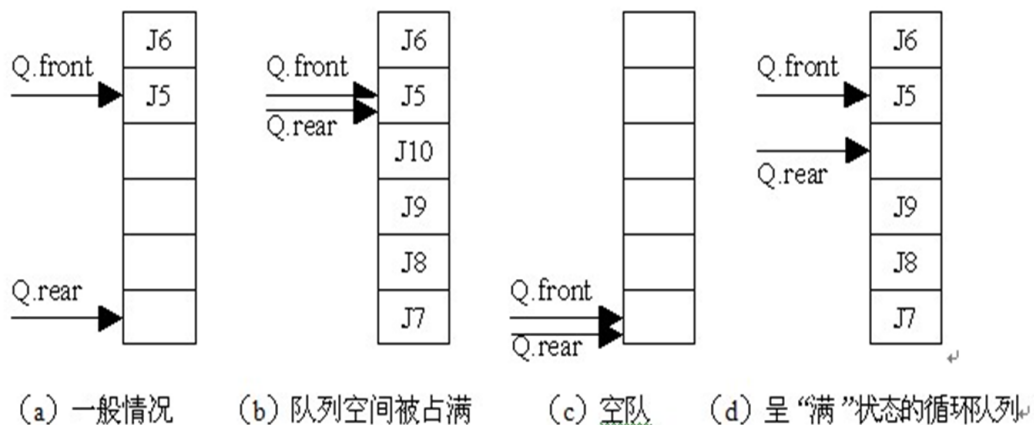 J6
Q.front
J5
Q.rear
J6
Q.front
J5
Q.rear
J10
J9
J8
J7
Q.front
Q.rear
J6
Q.front
J5
Q.rear
J9
J8
J7
(a) 一般情况
(b) 队列空间被占满
(c) 空队
(d) 呈“满”状态的循环队列